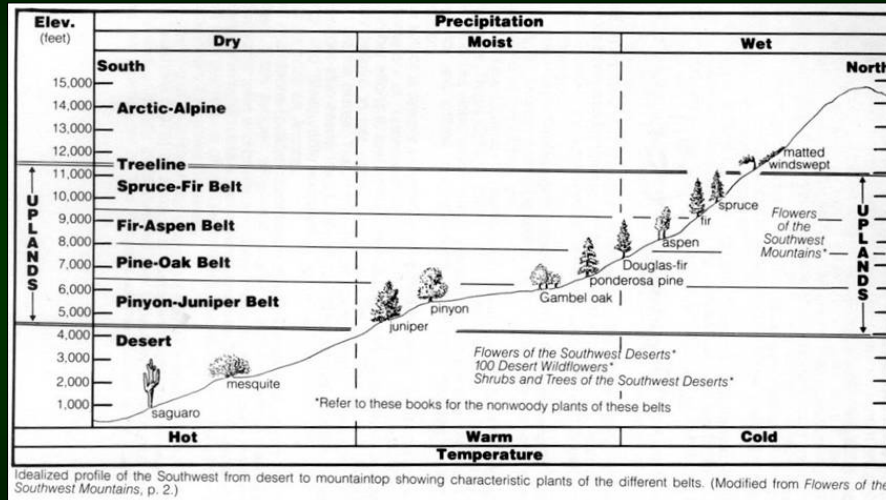 Elev.
(feet)
Precipitation
Dry
Moist
Wet
South
North
15,000
14,000
Arctic-Alpine
13,000
12,000
Treeline
matted
windswept
11,000
Spruce-Fir Belt
10,000
spruce
9,000
fir
Fir-Aspen Belt
aspen
8,000
Flowers
of the
Southwest
Mountains*
7,000
Pine-Oak Belt
Douglas-fir
ponderosa pine
6,000
Gambel oak
Pinyon-Juniper Belt
pinyon
5,000
juniper
UPLANDS
UPLANDS
4,000
Desert
3,000
Flowers of the Southwest Deserts*
100 Desert Wildflowers*
Shrubs and Trees of the Southwest Deserts*
2,000
mesquite
1,000
saguaro
*Refer to these books for the nonwoody plants of these belts
Hot
Warm
Cold
Temperature
Idealized profile of the Southwest from desert to mountaintop showing characteristic plants of the different belts. (Modified from Flowers of the
Southwest Mountains, p. 2.)